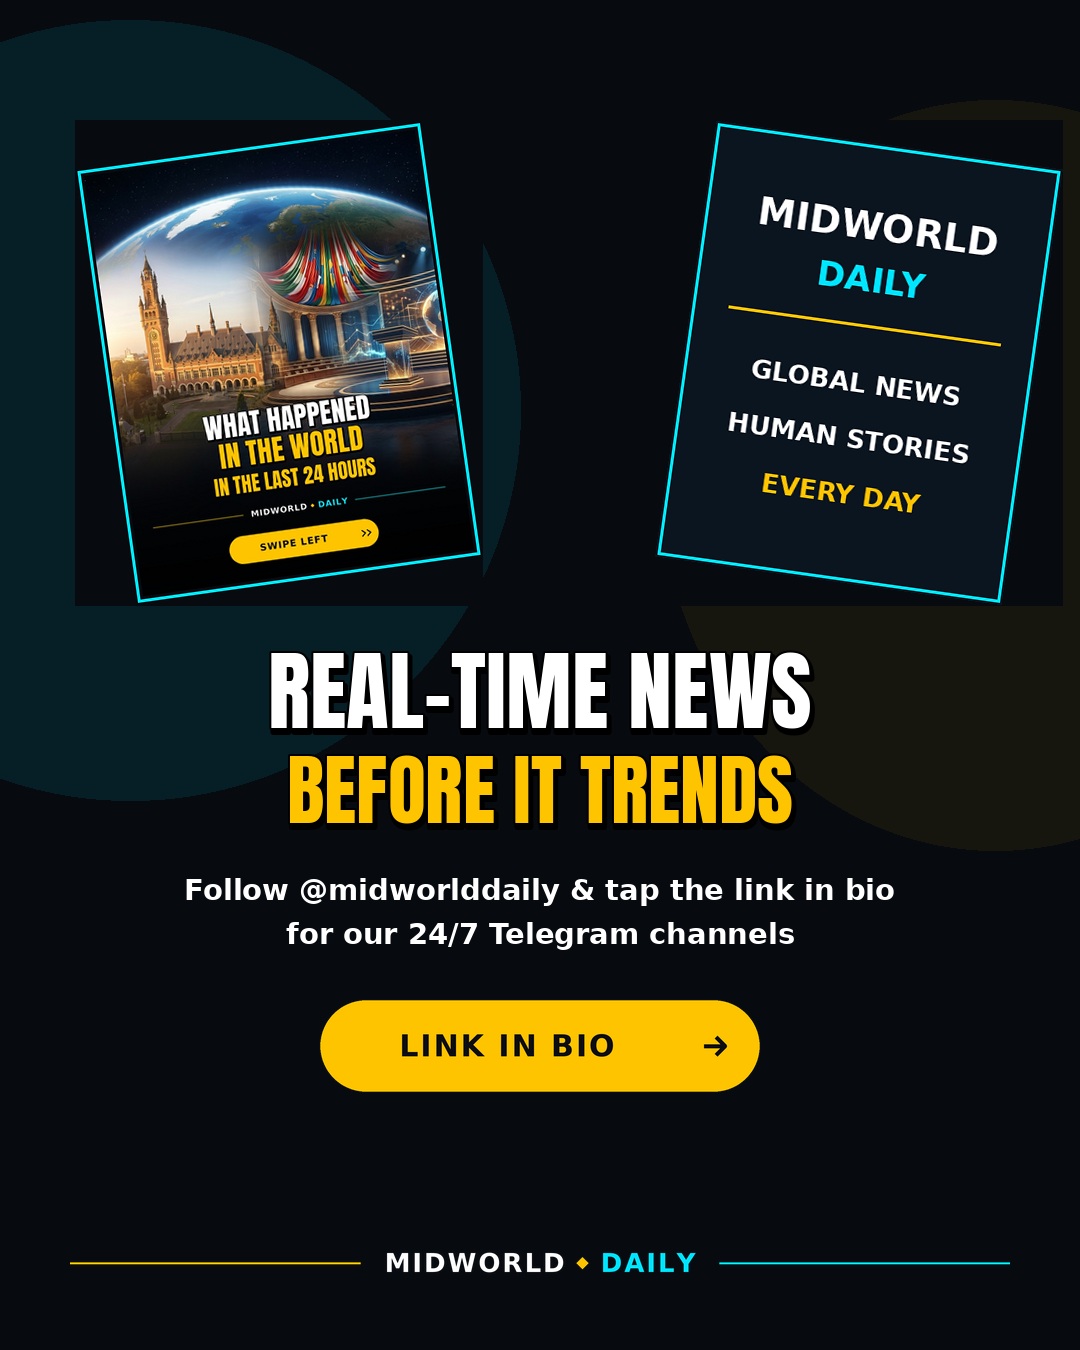 WHAT HAPPENED
IN THE WORLD
IN THE LAST 24 HOURS
MIDWORLD DAILY
SWIPE LEFT
MIDWORLD
DAILY
GLOBAL NEWS
HUMAN STORIES
EVERY DAY
REAL-TIME NEWS
BEFORE IT TRENDS
Follow @midworlddaily & tap the link in bio
for our 24/7 Telegram channels
LINK IN BIO →
MIDWORLD ◆ DAILY